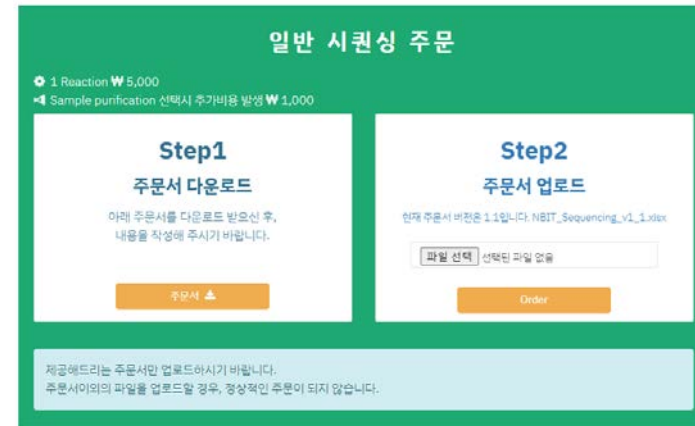 일반 시퀀싱 주문
1 Reaction ₩ 5,000
Sample purification 선택시 추가비용 발생 ₩ 1,000
Step1
주문서 다운로드
아래 주문서를 다운로드 받으신 후,
내용을 작성해 주시기 바랍니다.
주문서
Step2
주문서 업로드
현재 주문서 버전은 1.1입니다. NBIT_Sequencing_v1_1.xlsx
파일 선택 선택된 파일 없음
Order
제공해드리는 주문서만 업로드하시기 바랍니다.
주문서이외의 파일을 업로드할 경우, 정상적인 주문이 되지 않습니다.